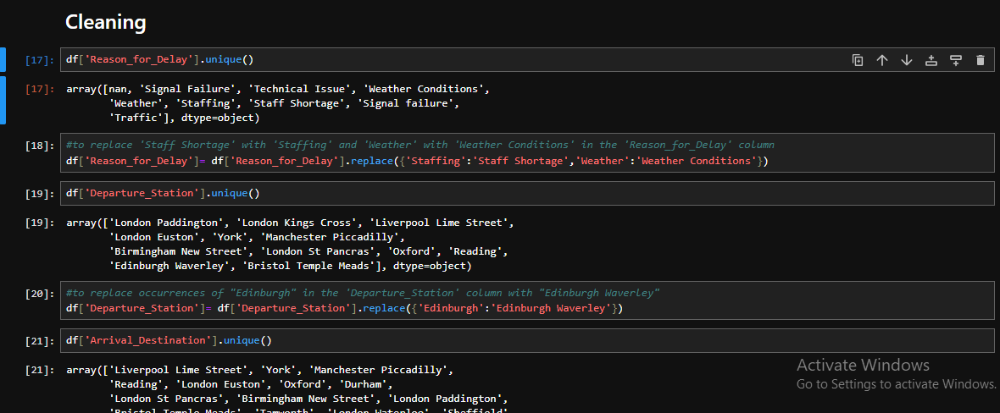 Cleaning
[17]: df['Reason_for_Delay'].unique()
[17]: array([nan, 'Signal Failure', 'Technical Issue', 'Weather Conditions',
'Weather', 'Staffing', 'Staff Shortage', 'Signal failure',
'Traffic'], dtype=object)
[18]: #to replace 'Staff Shortage' with 'Staffing' and 'Weather' with 'Weather Conditions' in the 'Reason_for_Delay' column
df['Reason_for_Delay']= df['Reason_for_Delay'].replace({'Staffing':'Staff Shortage','Weather':'Weather Conditions'})
[19]: df['Departure_Station'].unique()
[19]: array(['London Paddington', 'London Kings Cross', 'Liverpool Lime Street',
'London Euston', 'York', 'Manchester Piccadilly',
'Birmingham New Street', 'London St Pancras', 'Oxford', 'Reading',
'Edinburgh Waverley', 'Bristol Temple Meads'], dtype=object)
[20]: #to replace occurrences of "Edinburgh" in the 'Departure_Station' column with "Edinburgh Waverley"
df['Departure_Station']= df['Departure_Station'].replace({'Edinburgh':'Edinburgh Waverley'})
[21]: df['Arrival_Destination'].unique()
[21]: array(['Liverpool Lime Street', 'York', 'Manchester Piccadilly',
'Reading', 'London Euston', 'Oxford', 'Durham',
'London St Pancras', 'Birmingham New Street', 'London Paddington',
'Bristol Temple Meads', 'Tamworth', 'London Waterloo', 'Sheffield',
Activate Windows
Go to Settings to activate Windows.